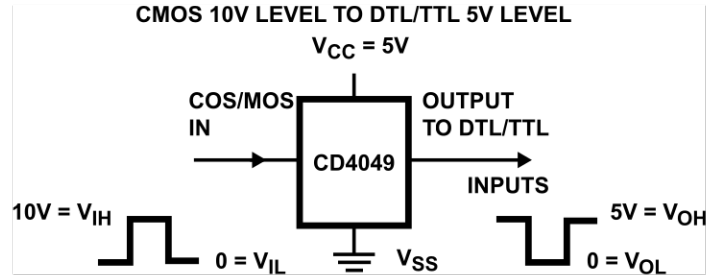 CMOS 10V LEVEL TO DTL/TTL 5V LEVEL
VCC = 5V
COS/MOS
IN
OUTPUT
TO DTL/TTL
CD4049
INPUTS
10V = VIH
0 = VIL
VSS
5V = VOH
0 = VOL